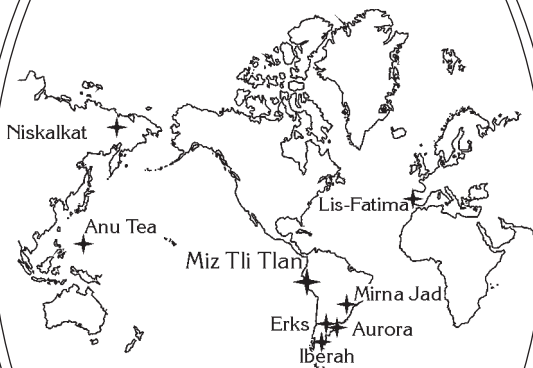 Niskalkat
Lis-Fatima
Anu Tea
Miz Tli Tlan
Mirna Jad
Erks
Aurora
Iberah